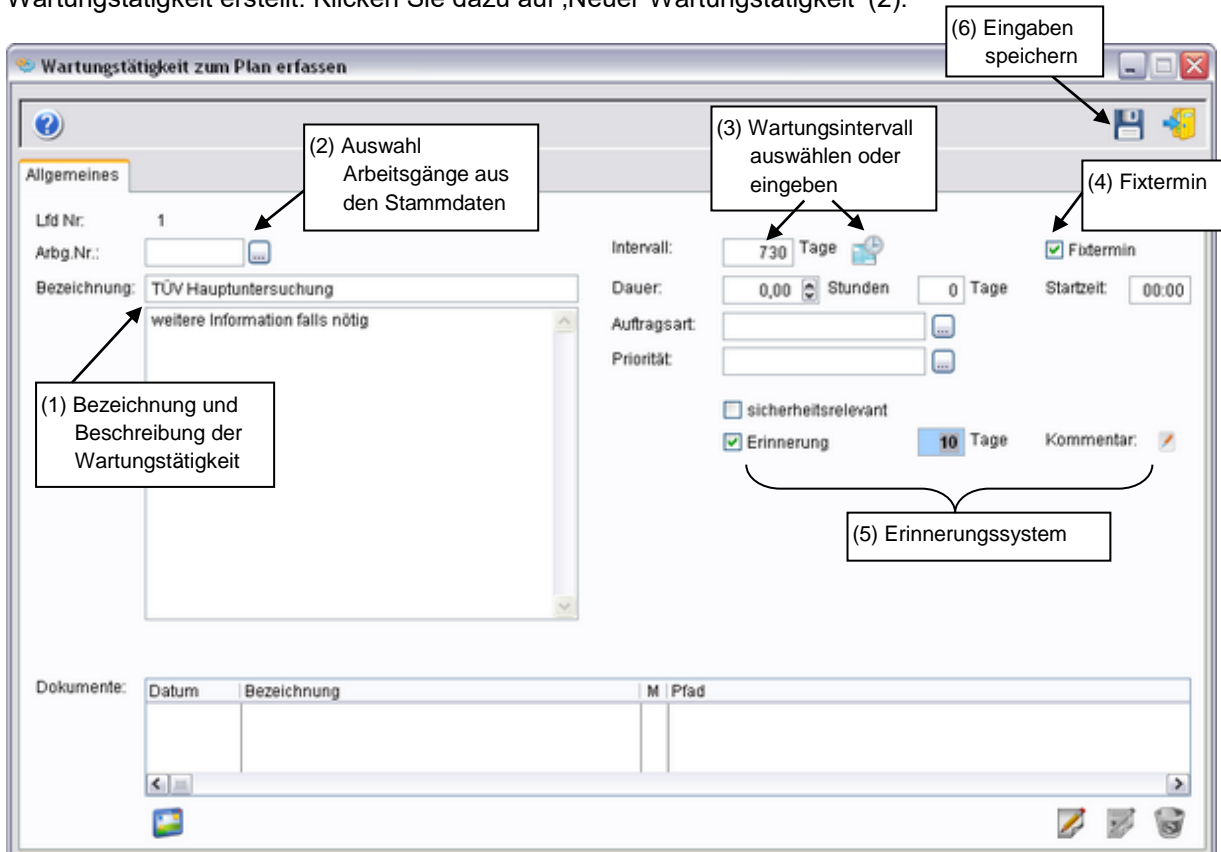 Wartungstätigkeit erstellt. Klicken Sie dazu auf ‚Neuer Wartungstätigkeit' (2).
(6) Eingaben
speichern
Wartungstätigkeit zum Plan erfassen
(2) Auswahl
Arbeitsgänge aus
den Stammdaten
(3) Wartungsintervall
auswählen oder
eingeben
(4) Fixtermin
Allgemeines
Lfd Nr: 1
Arbg.Nr.: ...
Intervall: 730 Tage
Fixtermin
Bezeichnung: TÜV Hauptuntersuchung
Dauer: 0,00 Stunden 0 Tage Startzeit: 00:00
weitere Information falls nötig
Auftragsart: ...
Priorität: ...
(1) Bezeichnung und
Beschreibung der
Wartungstätigkeit
sicherheitsrelevant
Erinnerung 10 Tage Kommentar:
(5) Erinnerungssystem
Dokumente: Datum Bezeichnung M Pfad